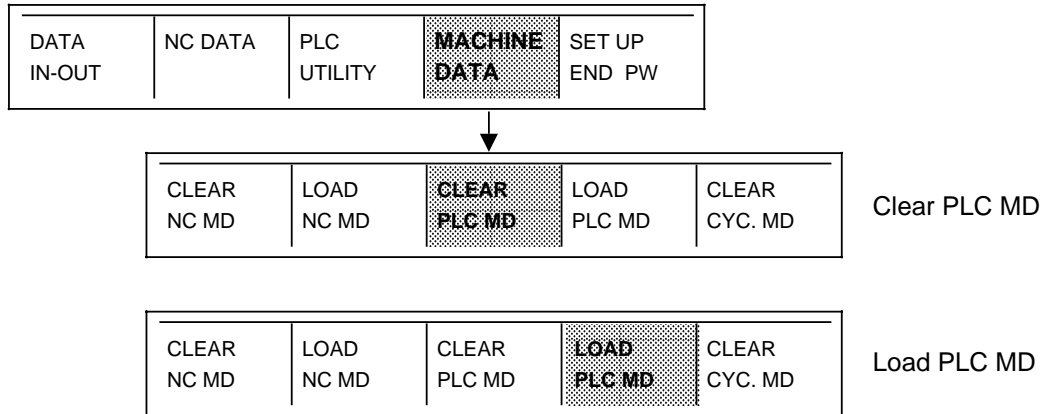 DATA IN-OUT
NC DATA
PLC UTILITY
MACHINE DATA
SET UP END PW
CLEAR NC MD
LOAD NC MD
CLEAR PLC MD
LOAD PLC MD
CLEAR CYC. MD
Clear PLC MD
CLEAR NC MD
LOAD NC MD
CLEAR PLC MD
LOAD PLC MD
CLEAR CYC. MD
Load PLC MD